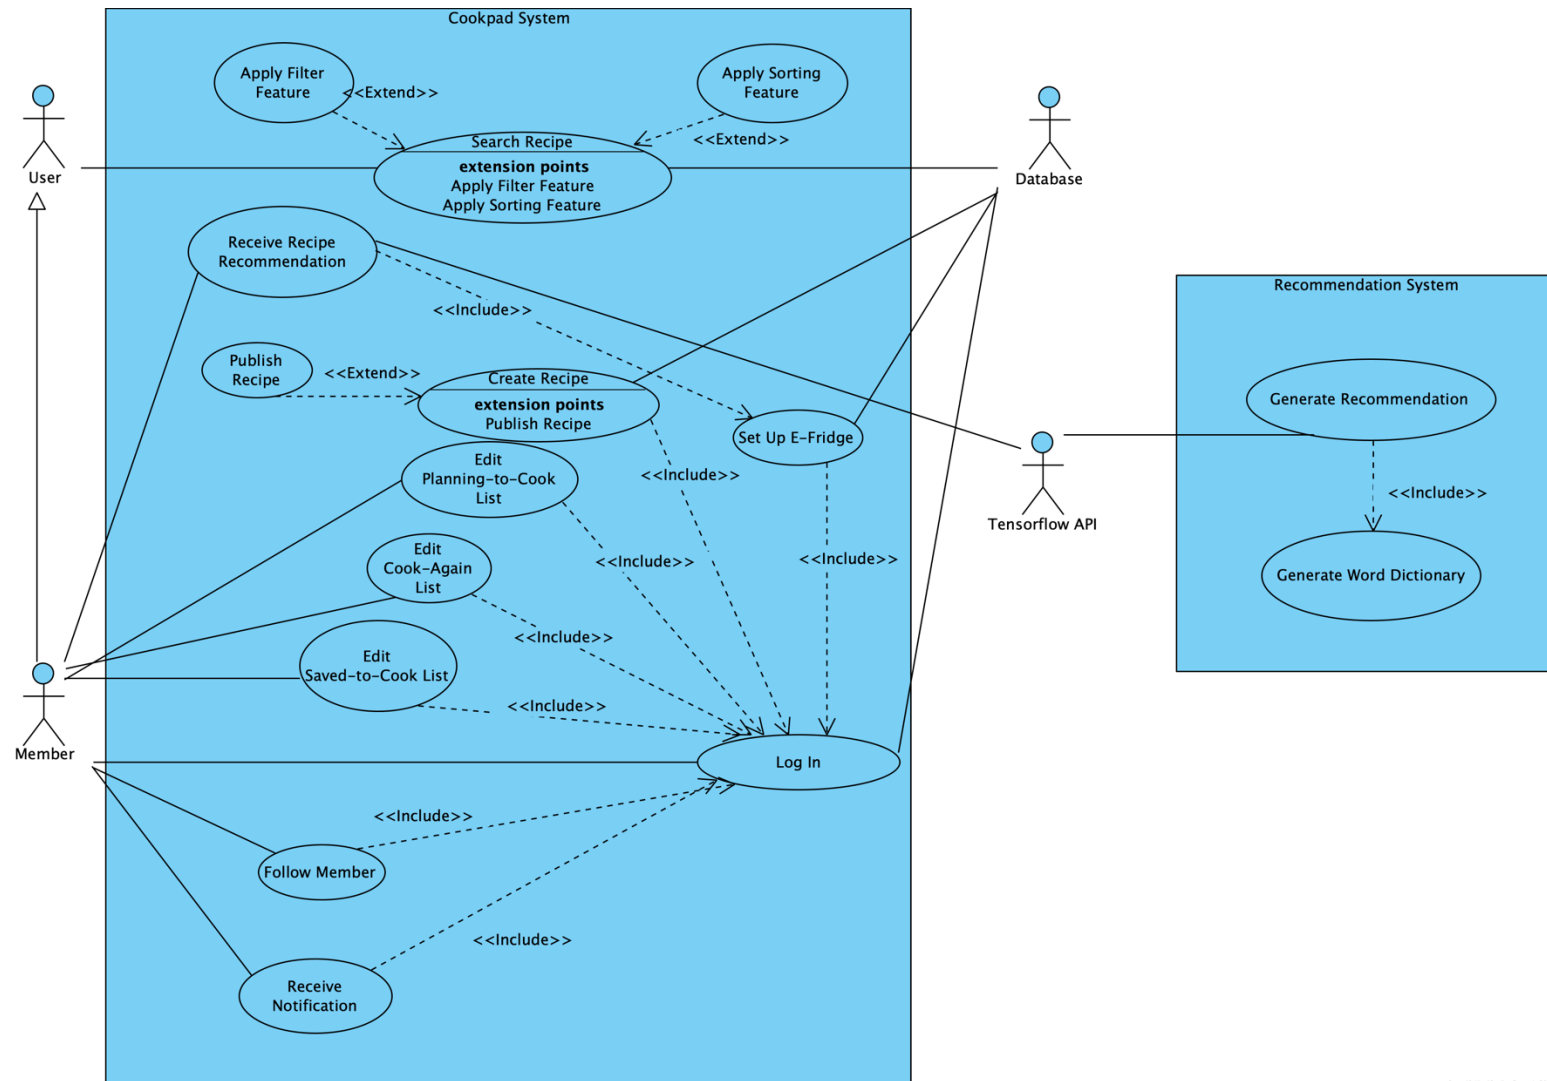 Cookpad System
Apply Filter
Feature
<<Extend>>
Apply Sorting
Feature
<<Extend>>
Search Recipe
extension points
Apply Filter Feature
Apply Sorting Feature
User
Database
Receive Recipe
Recommendation
<<Include>>
Recommendation System
Publish
Recipe
<<Extend>>
Create Recipe
extension points
Publish Recipe
Set Up E-Fridge
Generate Recommendation
Edit
Planning-to-Cook
List
<<Include>>
<<Include>>
Tensorflow API
Edit
Cook-Again
List
<<Include>>
<<Include>>
Generate Word Dictionary
<<Include>>
Edit
Saved-to-Cook List
<<Include>>
Member
Log In
<<Include>>
Follow Member
<<Include>>
Receive
Notification